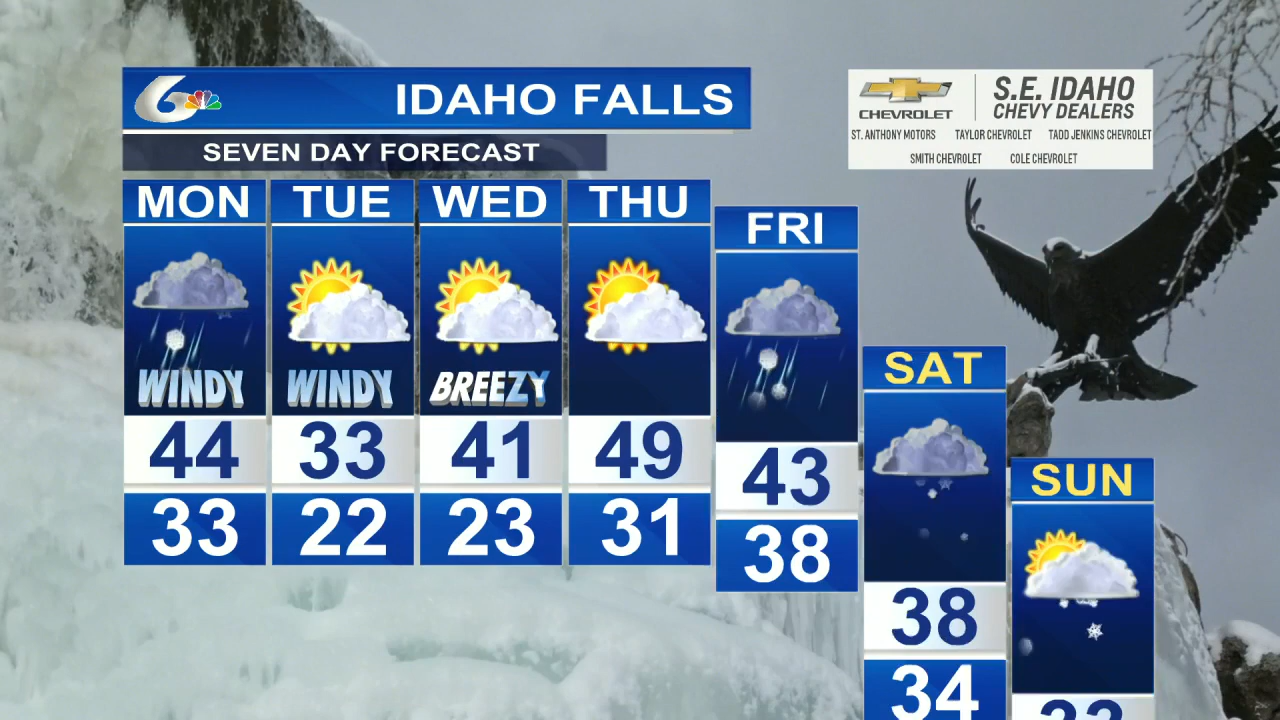 6
IDAHO FALLS
SEVEN DAY FORECAST
CHEVROLET
S.E. IDAHO
CHEVY DEALERS
ST. ANTHONY MOTORS TAYLOR CHEVROLET TADD JENKINS CHEVROLET
SMITH CHEVROLET COLE CHEVROLET
MON
WINDY
44
33
TUE
WINDY
33
22
WED
BREEZY
41
23
THU
49
31
FRI
43
38
SAT
38
34
SUN